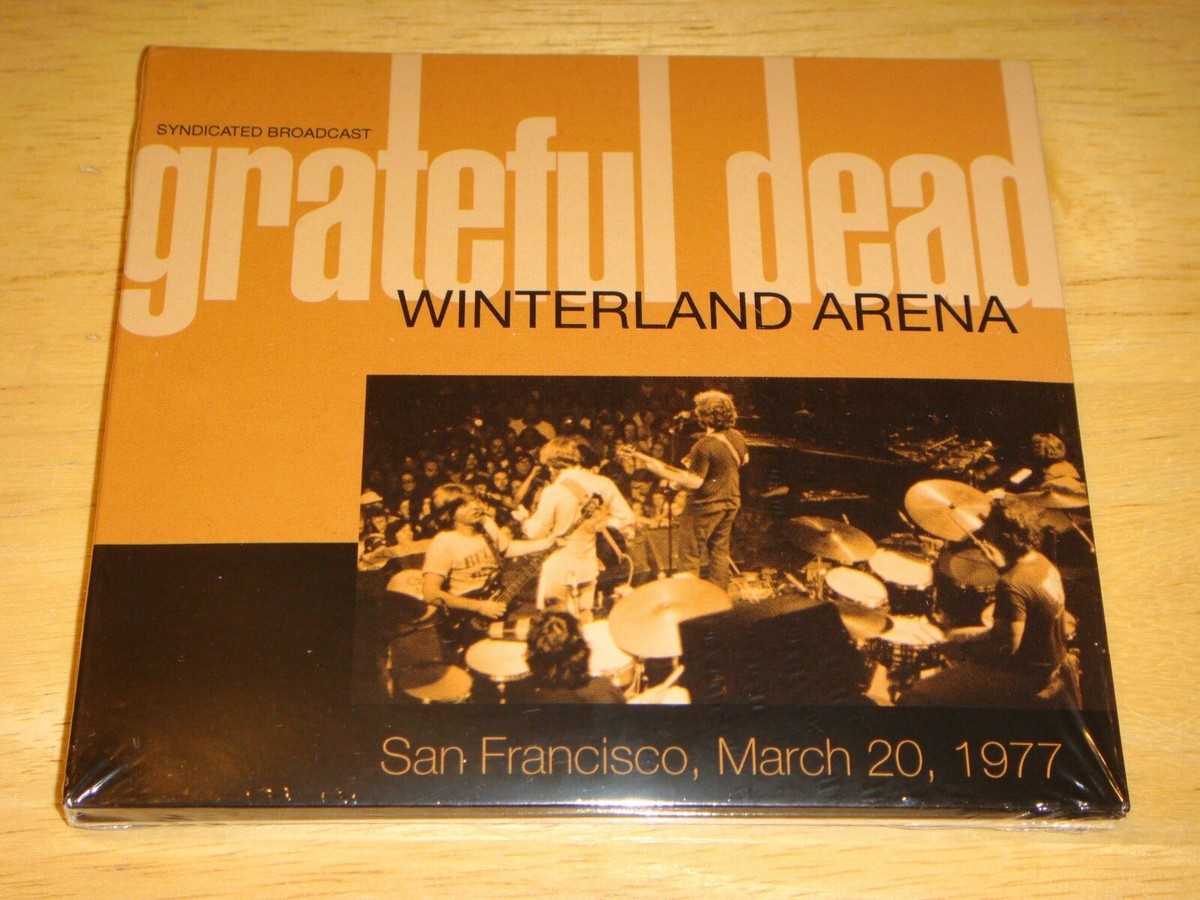 SYNDICATED BROADCAST
grateful dead
WINTERLAND ARENA
San Francisco, March 20, 1977